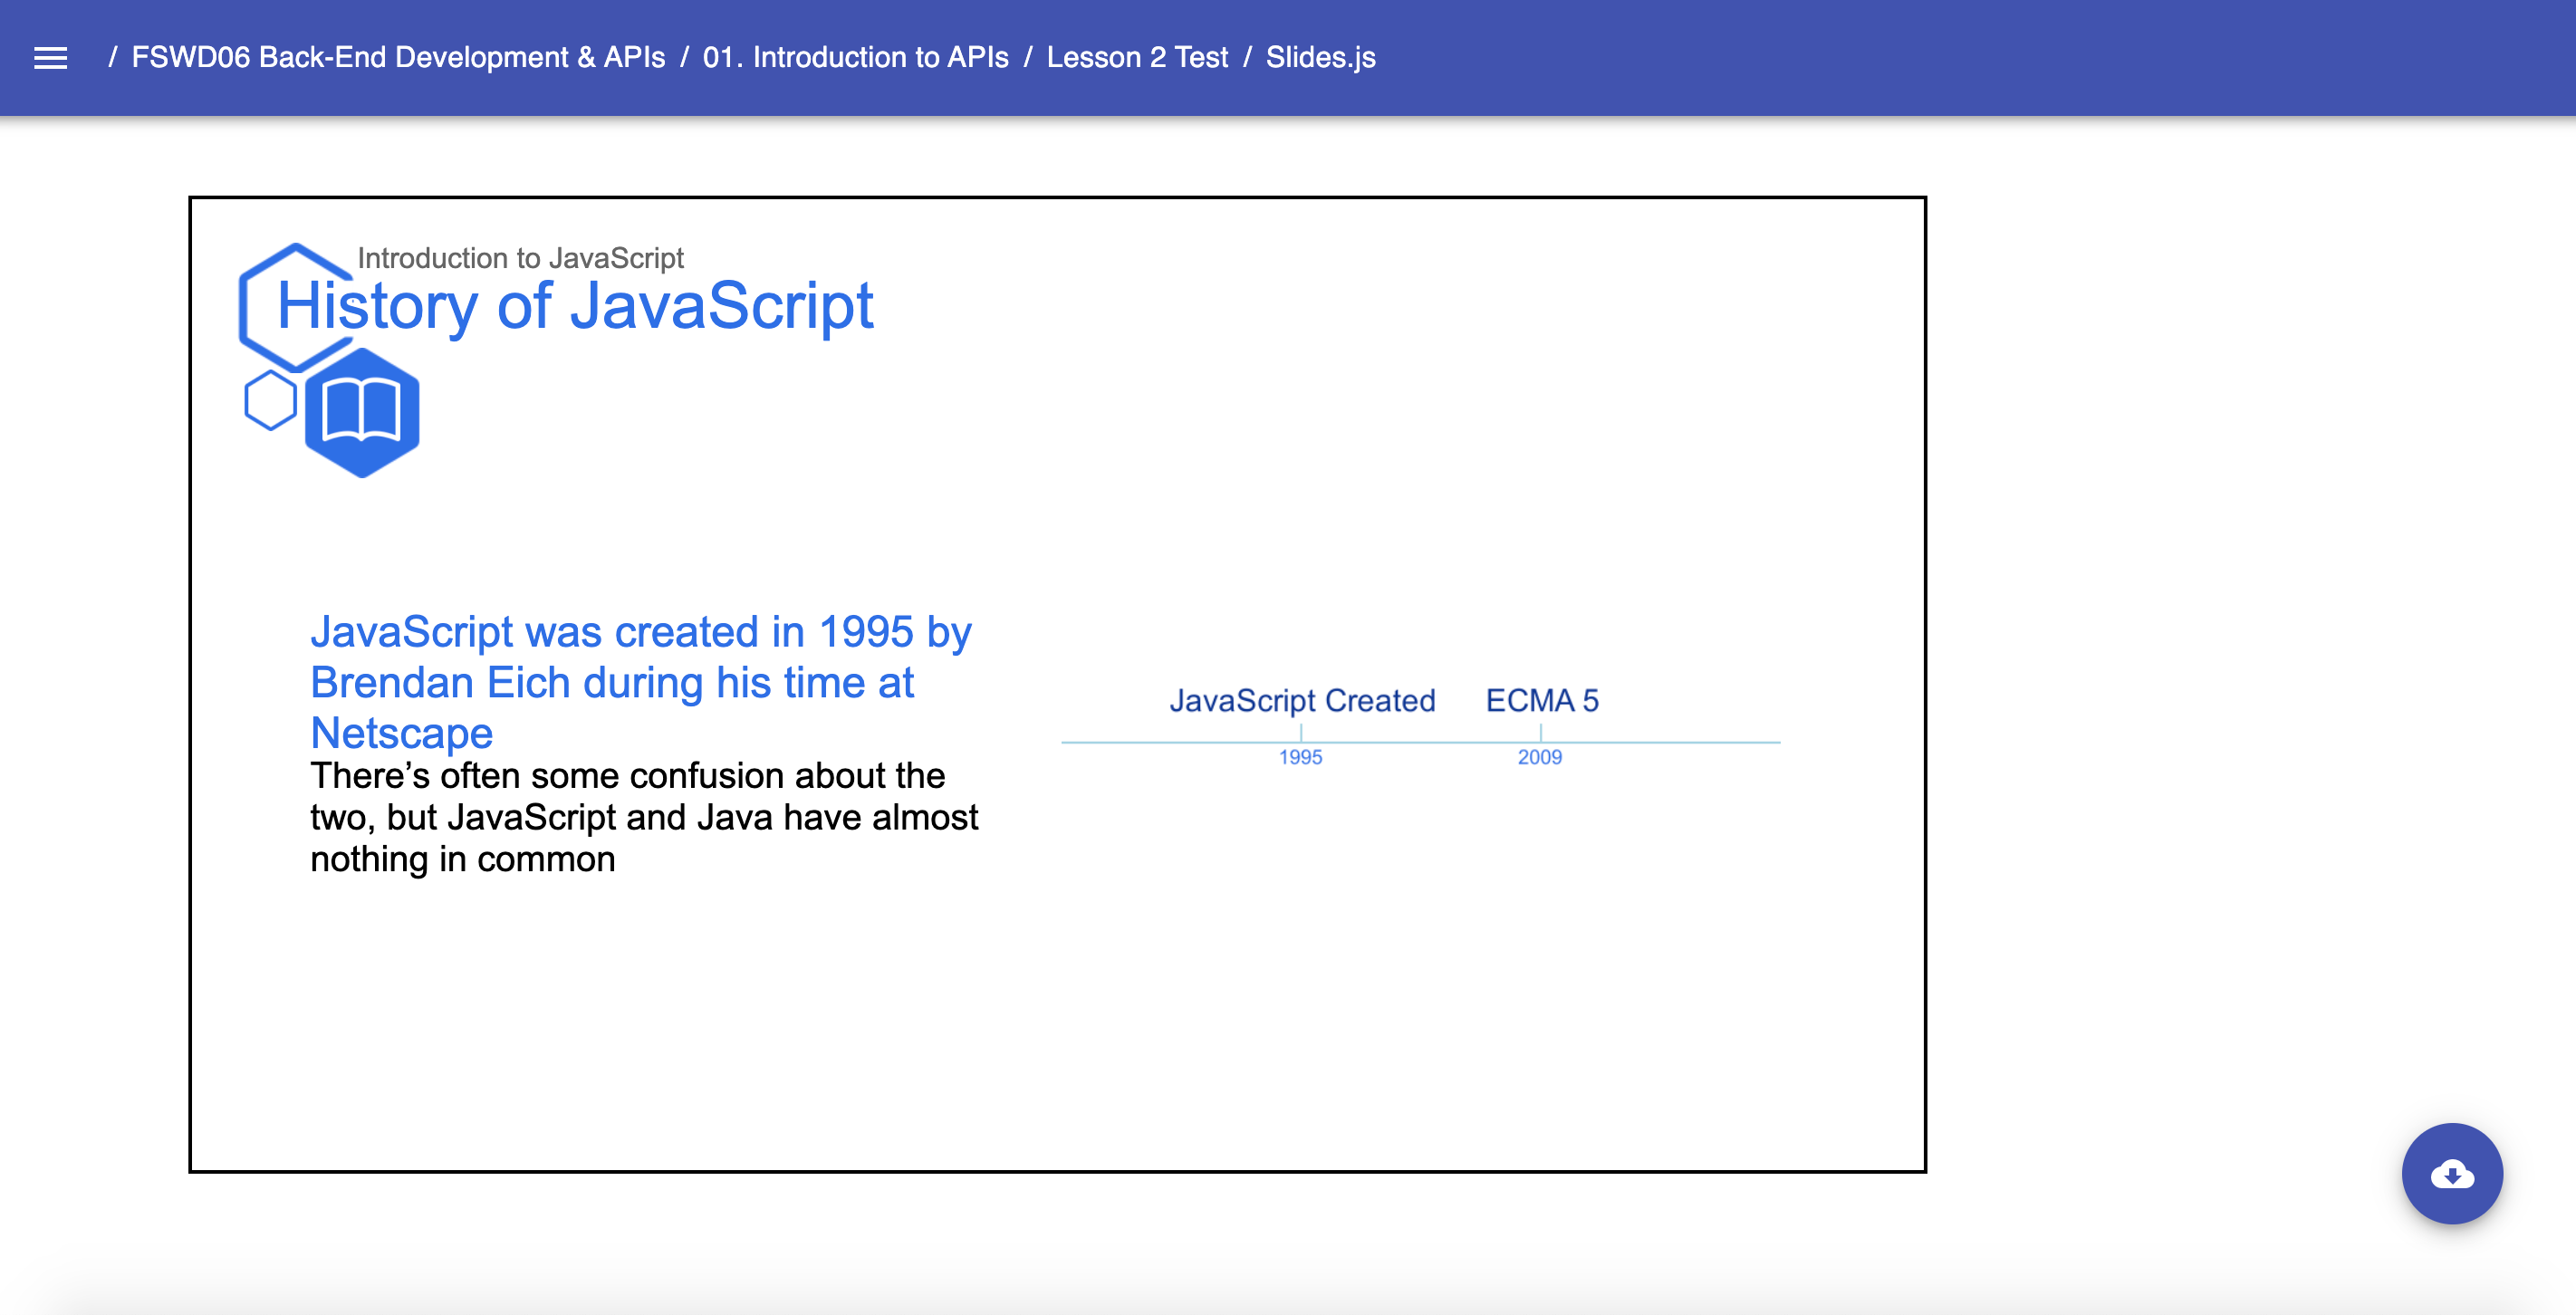 / FSWD06 Back-End Development & APIs / 01. Introduction to APIs / Lesson 2 Test / Slides.js
Introduction to JavaScript
History of JavaScript
JavaScript was created in 1995 by
Brendan Eich during his time at
Netscape
There’s often some confusion about the
two, but JavaScript and Java have almost
nothing in common
JavaScript Created ECMA 5
1995 2009